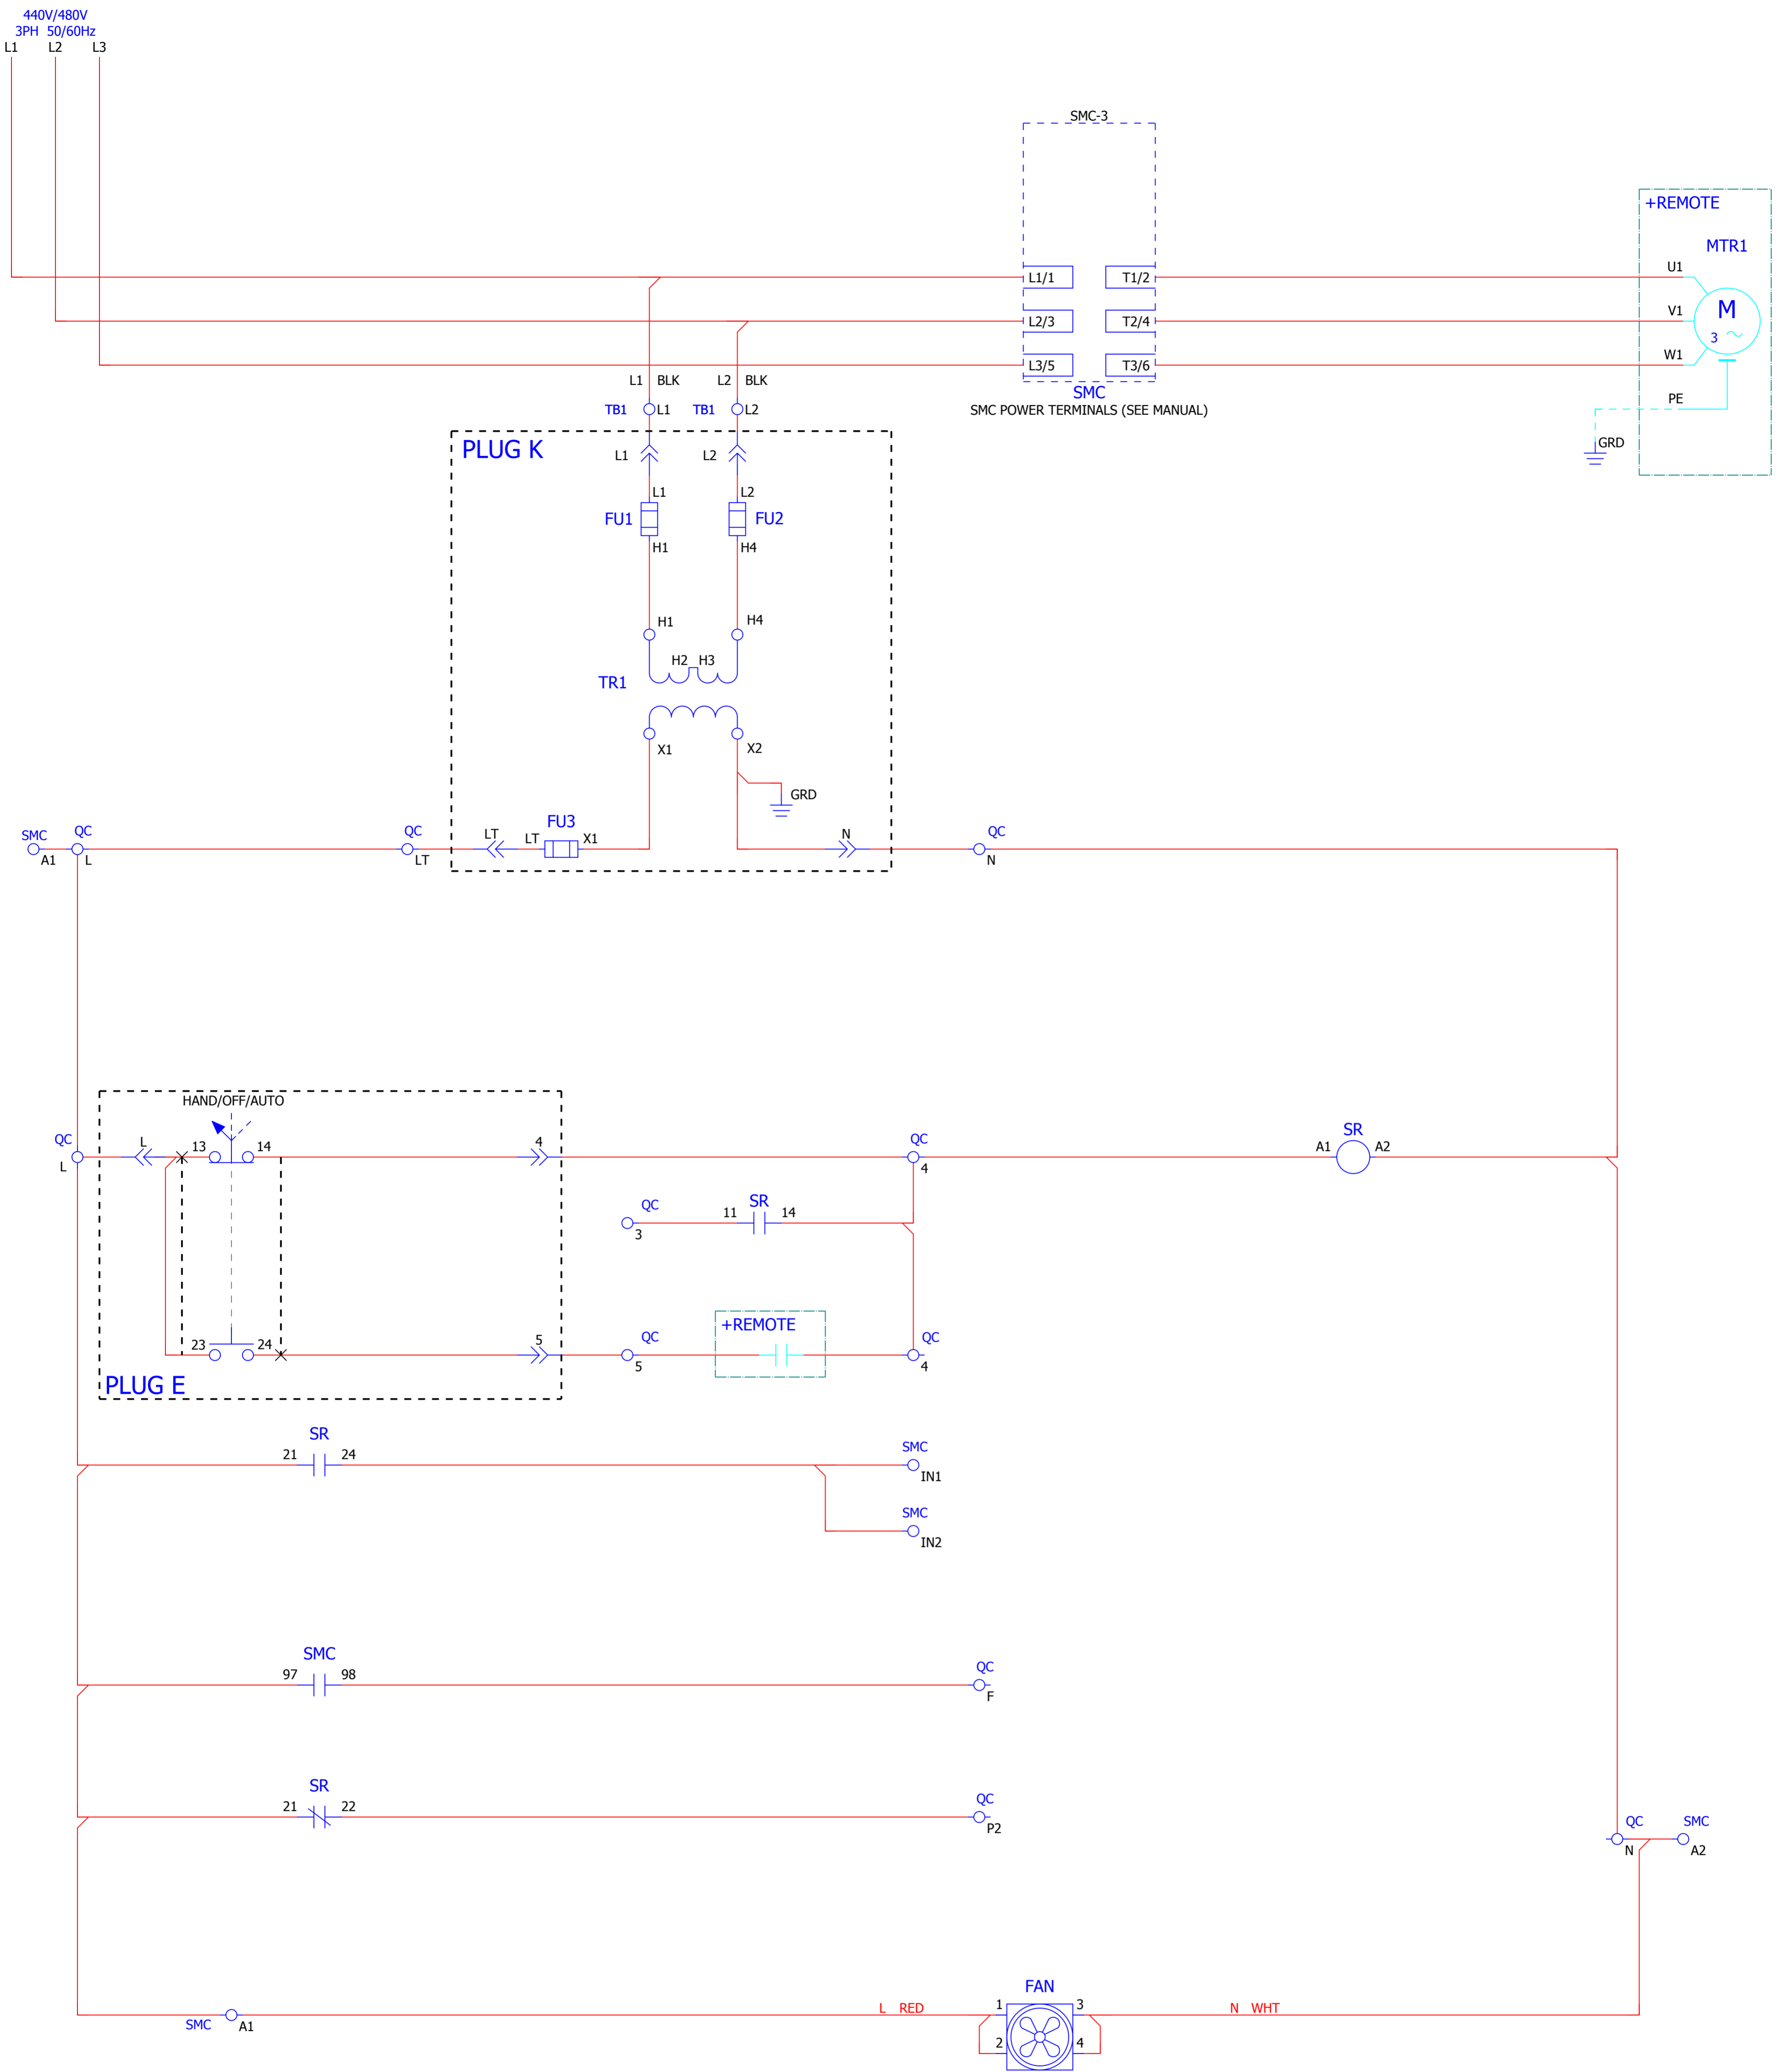 440V/480V
3PH 50/60Hz
L1 L2 L3
SMC-3
+REMOTE
MTR1
L1/1 T1/2 U1
L2/3 T2/4 V1
M
3
L3/5 T3/6 W1
L1 BLK L2 BLK
SMC
PE
TB1 L1 TB1 L2
SMC POWER TERMINALS (SEE MANUAL)
GRD
PLUG K
L1 L2
L1 L2
FU1 FU2
H1 H4
H1 H4
H2 H3
TR1
X1 X2
GRD
SMC QC QC LT LT FU3 X1 N QC
A1 L LT N
HAND/OFF/AUTO
QC L 13 14 4 QC A1 SR A2
L 4
QC 11 SR 14
3
+REMOTE
23 24 5 QC QC
5 4
PLUG E
SR
21 24 SMC
IN1
SMC
IN2
SMC
97 98 QC
F
SR
21 22 QC
P2
QC SMC
N A2
FAN
L RED 1 3 N WHT
SMC A1
2 4